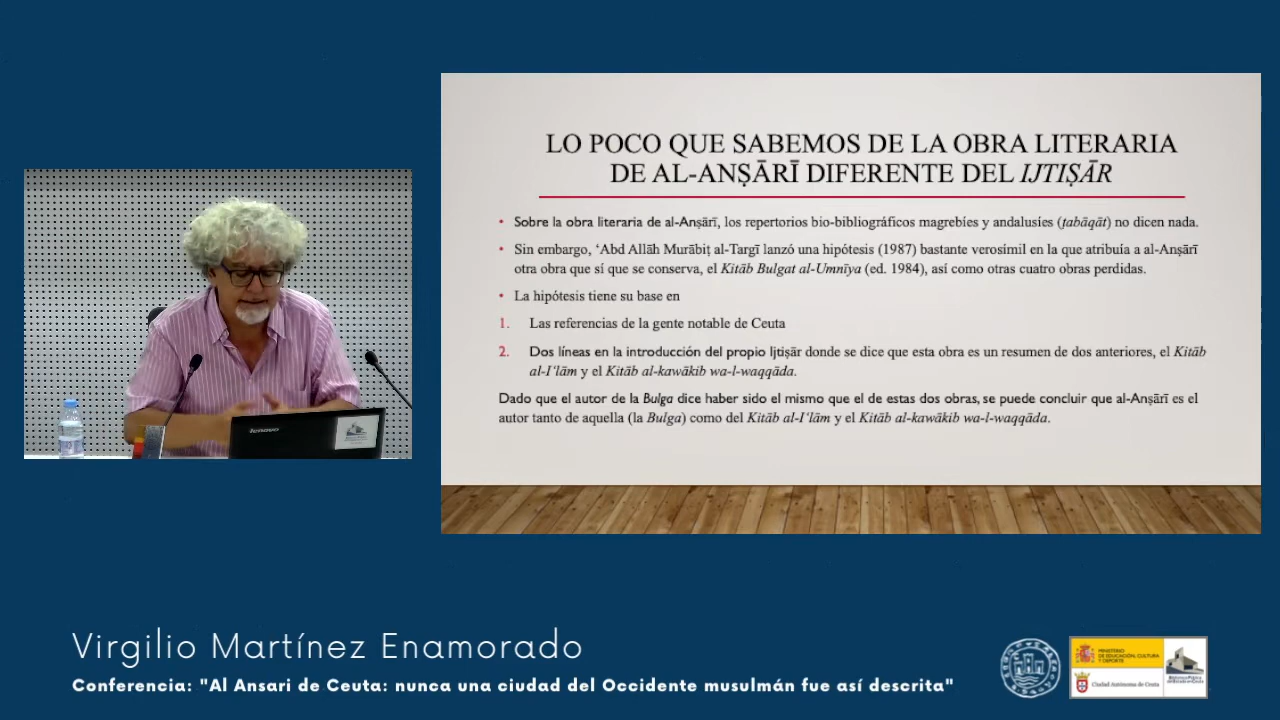 LO POCO QUE SABEMOS DE LA OBRA LITERARIA
DE AL-ANṢĀRĪ DIFERENTE DEL IJTIṢĀR
• Sobre la obra literaria de al-Anṣārī, los repertorios bio-bibliográficos magrebíes y andalusíes (ṭabāqāt) no dicen nada.
• Sin embargo, ‘Abd Allāh Murābiṭ al-Targī lanzó una hipótesis (1987) bastante verosímil en la que atribuía a al-Anṣārī
otra obra que sí que se conserva, el Kitāb Bulgat al-Umnīya (ed. 1984), así como otras cuatro obras perdidas.
• La hipótesis tiene su base en
1. Las referencias de la gente notable de Ceuta
2. Dos líneas en la introducción del propio Ijtiṣār donde se dice que esta obra es un resumen de dos anteriores, el Kitāb
al-I‘lām y el Kitāb al-kawākib wa-l-waqqāda.
Dado que el autor de la Bulga dice haber sido el mismo que el de estas dos obras, se puede concluir que al-Anṣārī es el
autor tanto de aquella (la Bulga) como del Kitāb al-I‘lām y el Kitāb al-kawākib wa-l-waqqāda.
lenovo
Virgilio Martínez Enamorado
Conferencia: "Al Ansari de Ceuta: nunca una ciudad del Occidente musulmán fue así descrita"
MINISTERIO
DE EDUCACIÓN, CULTURA
Y DEPORTE
Ciudad Autónoma de Ceuta